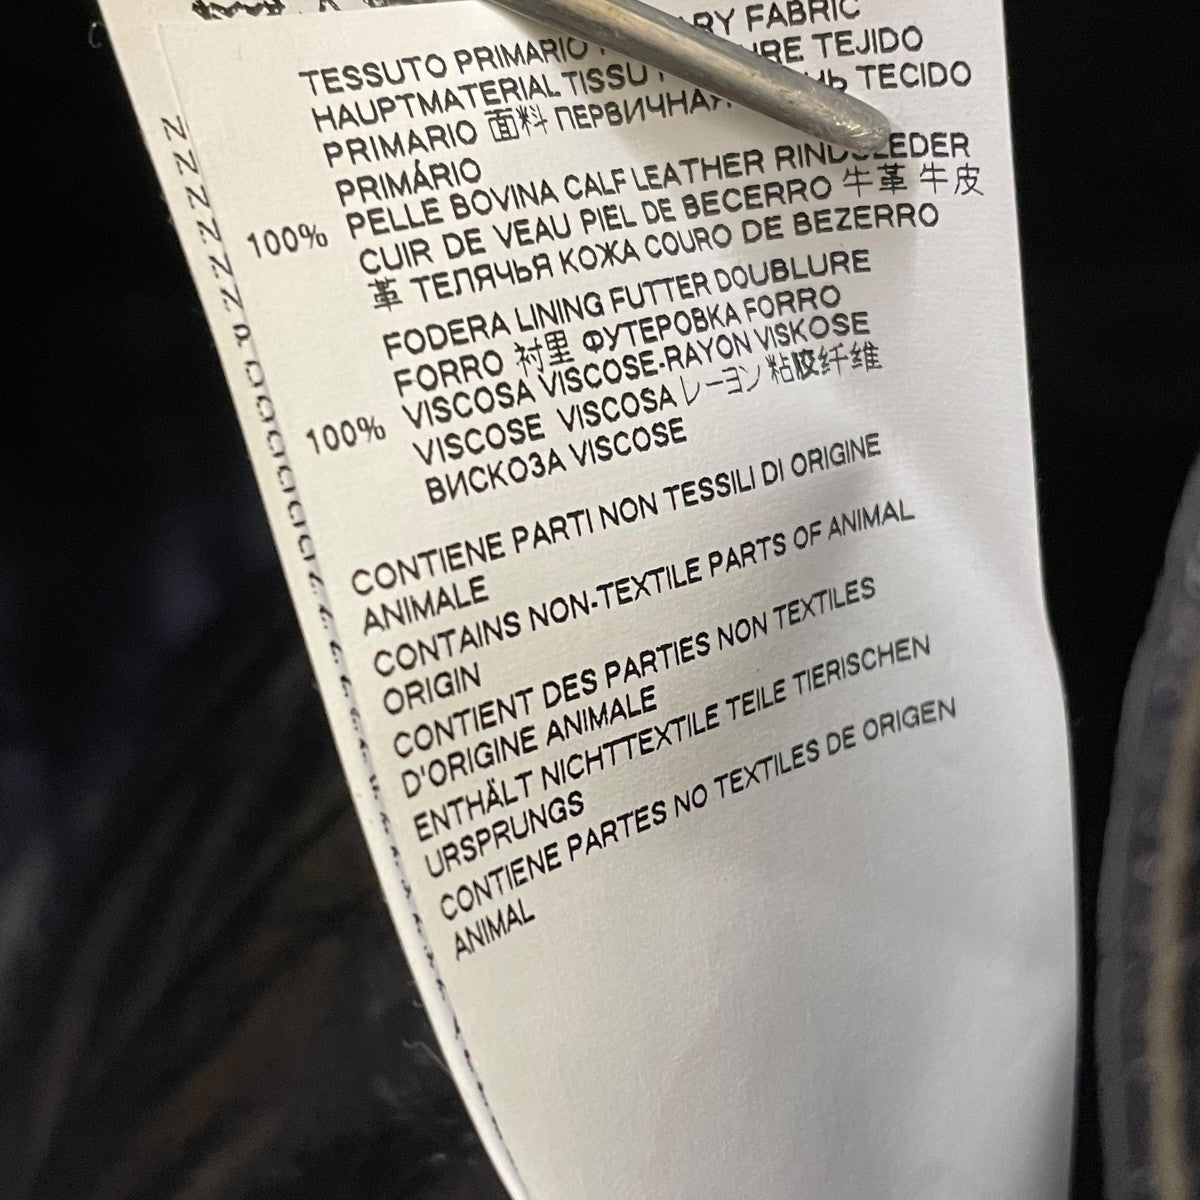 TESSUTO PRIMARIO RY FABRIC
HAUPTMATERIAL TISSU URE TEJIDO
PRIMARIO 面料 ПЕРВИЧНАЯ TECIDO
PRIMÁRIO
100% PELLE BOVINA CALF LEATHER RINDSLEDER
CUIR DE VEAU PIEL DE BECERRO 牛革 牛皮
革 ТЕЛЯЧЬЯ КОЖА COURO DE BEZERRO
FODERA LINING FUTTER DOUBLURE
FORRO 衬里 ФУТЕРОВКА FORRO
100% VISCOSA VISCOSE-RAYON VISKOSE
VISCOSE VISCOSA レーヨン 粘胶纤维
ВИСКОЗА VISCOSE
CONTIENE PARTI NON TESSILI DI ORIGINE
ANIMALE
CONTAINS NON-TEXTILE PARTS OF ANIMAL
ORIGIN
CONTIENT DES PARTIES NON TEXTILES
D'ORIGINE ANIMALE
ENTHÄLT NICHTTEXTILE TEILE TIERISCHEN
URSPRUNGS
CONTIENE PARTES NO TEXTILES DE ORIGEN
ANIMAL